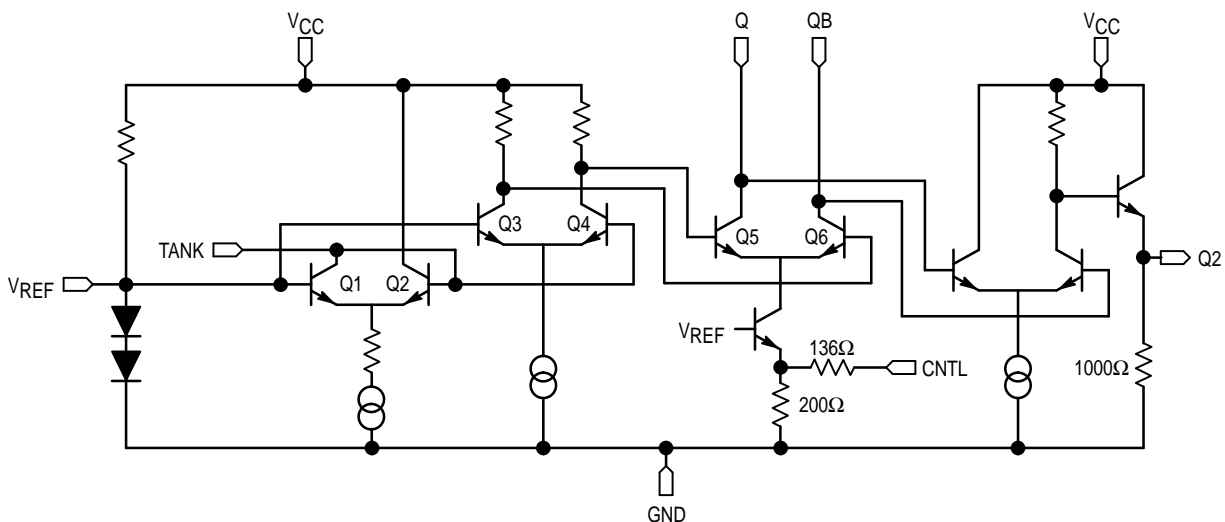 VCC
Q
QB
VCC
Q3
Q4
Q5
Q6
TANK
Q1
Q2
VREF
Q2
VREF
136Ω
CNTL
1000Ω
200Ω
GND